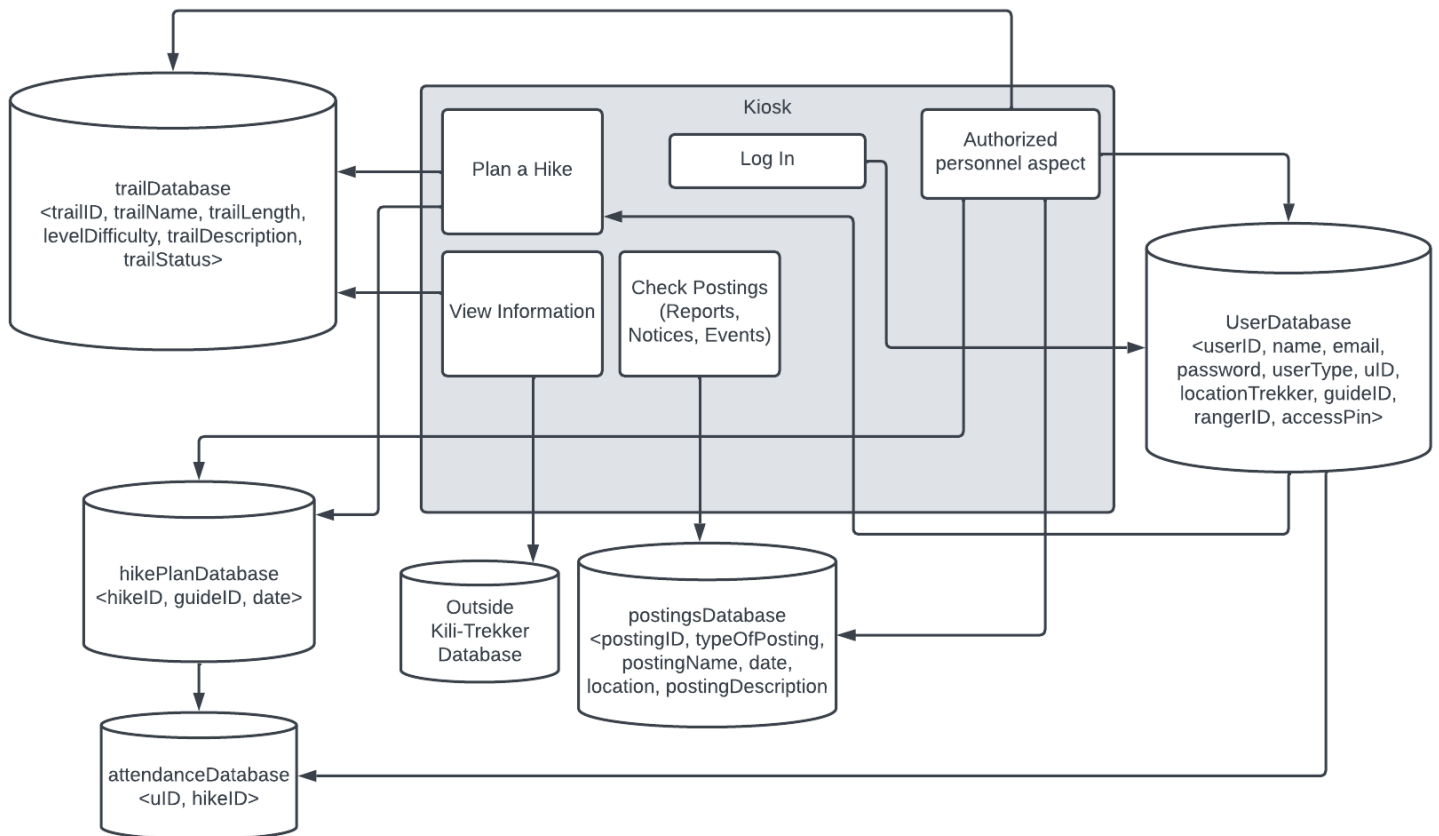 Kiosk
Plan a Hike
Log In
Authorized
personnel aspect
trailDatabase
<trailID, trailName, trailLength,
levelDifficulty, trailDescription,
trailStatus>
View Information
Check Postings
(Reports,
Notices, Events)
UserDatabase
<userID, name, email,
password, userType, uID,
locationTrekker, guideID,
rangerID, accessPin>
hikePlanDatabase
<hikeID, guideID, date>
Outside
Kili-Trekker
Database
postingsDatabase
<postingID, typeOfPosting,
postingName, date,
location, postingDescription
attendanceDatabase
<uID, hikeID>